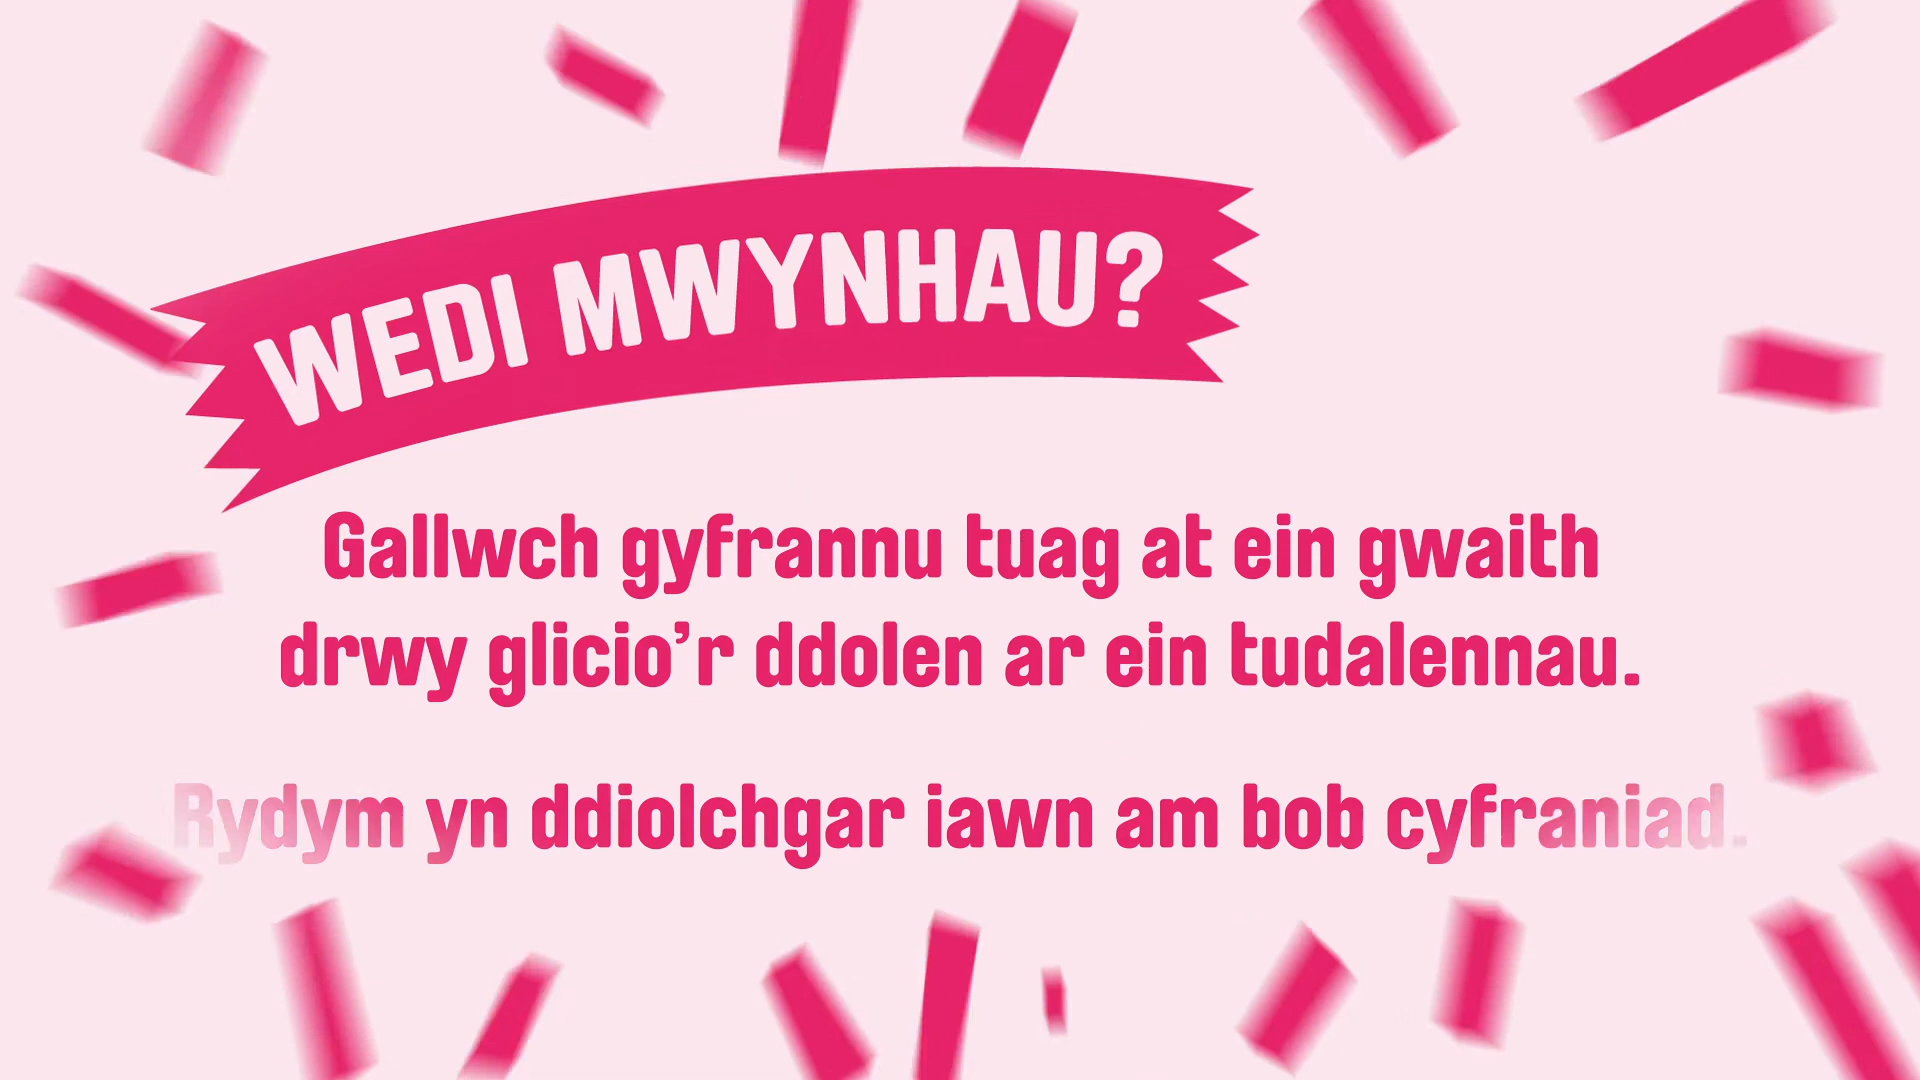 WEDI MWYNHAU?
Gallwch gyfrannu tuag at ein gwaith
drwy glicio’r ddolen ar ein tudalennau.
Rydym yn ddiolchgar iawn am bob cyfraniad.